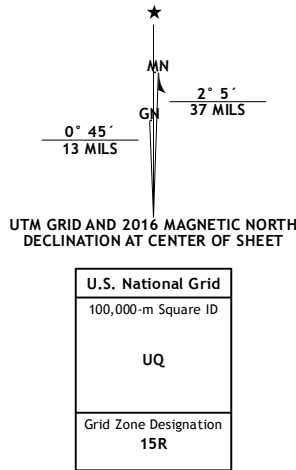 ★
MN
2° 5´
37 MILS
GN
0° 45´
13 MILS
UTM GRID AND 2016 MAGNETIC NORTH
DECLINATION AT CENTER OF SHEET
U.S. National Grid
100,000-m Square ID
UQ
Grid Zone Designation
15R